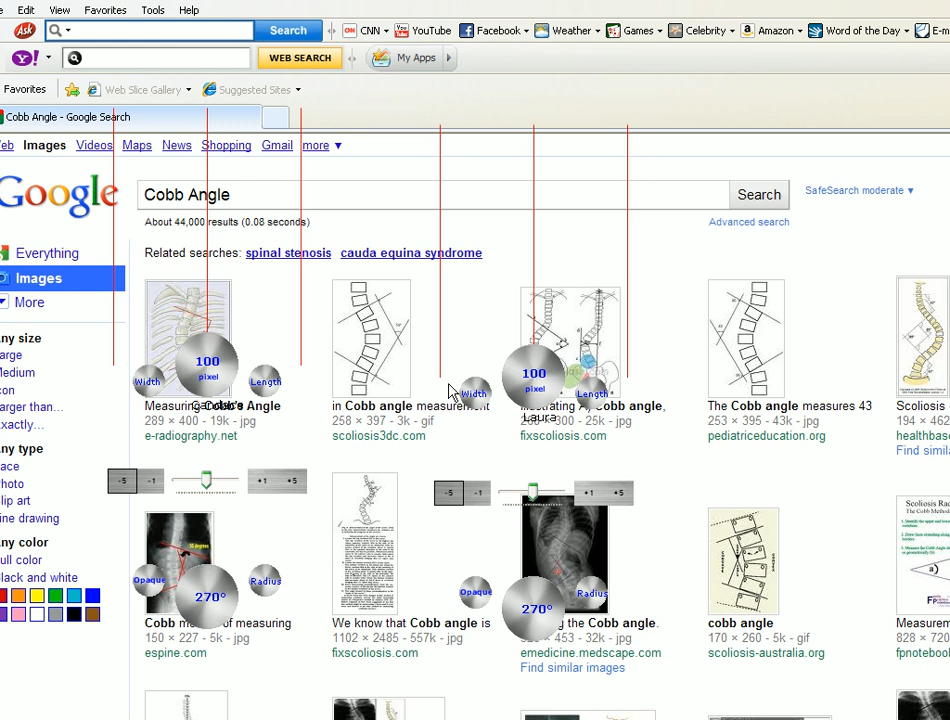 e Edit View Favorites Tools Help
Ask Search CNN YouTube Facebook Weather Games Celebrity Amazon Word of the Day E-m
Y! WEB SEARCH My Apps
Favorites Web Slice Gallery Suggested Sites
Cobb Angle - Google Search
eb Images Videos Maps News Shopping Gmail more ▼
Google Cobb Angle Search SafeSearch moderate ▼
About 44,000 results (0.08 seconds) Advanced search
Related searches: spinal stenosis cauda equina syndrome
Everything
Images
More
ny size
arge
edium
con
arger than...
xactly...
ny type
ace
hoto
lip art
ine drawing
ny color
ull color
lack and white
100
pixel
Width
Length
Measuring Angle
289 × 400 - 19k - jpg
e-radiography.net
in Cobb angle measurement
258 × 397 - 3k - gif
scoliosis3dc.com
100
pixel
Width
Length
Cobb angle,
300 - 25k - jpg
Laura
fixscoliosis.com
The Cobb angle measures 43
253 × 395 - 43k - jpg
pediatriceducation.org
Scoliosis
194 × 462
healthbas
Find simila
-5 -1 +1 +5
-5 -1 +1 +5
Opaque
270°
Radius
Cobb me of measuring
150 × 227 - 5k - jpg
espine.com
We know that Cobb angle is
1102 × 2485 - 557k - jpg
fixscoliosis.com
Opaque
270°
Radius
g the Cobb angle.
453 - 32k - jpg
emedicine.medscape.com
Find similar images
cobb angle
170 × 260 - 5k - gif
scoliosis-australia.org
Scoliosis Ra
The Cobb Meth
a)
FP
Measurem
828 × 720
fpnotebook